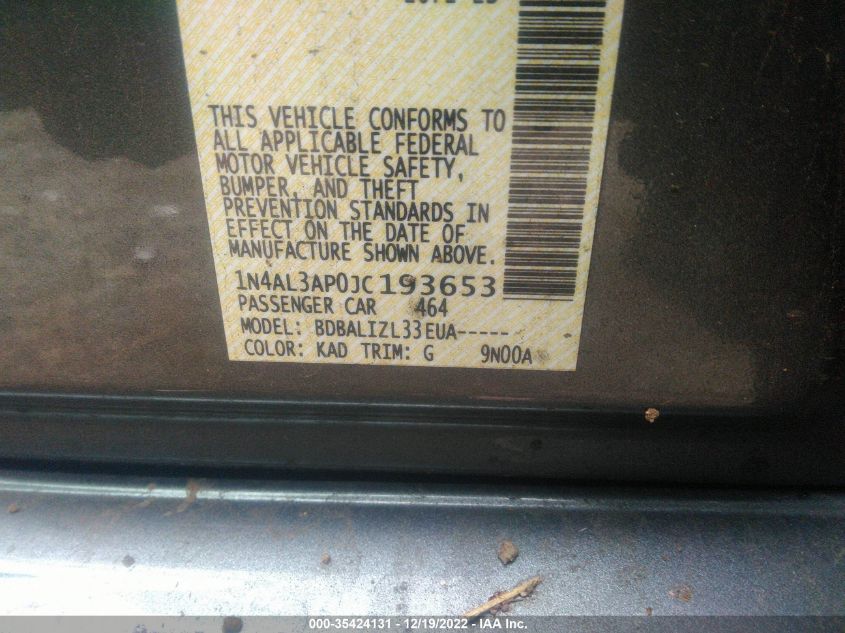 THIS VEHICLE CONFORMS TO
ALL APPLICABLE FEDERAL
MOTOR VEHICLE SAFETY,
BUMPER, AND THEFT
PREVENTION STANDARDS IN
EFFECT ON THE DATE OF
MANUFACTURE SHOWN ABOVE.
1N4AL3AP0JC193653
PASSENGER CAR 464
MODEL: BDBALIZL33EUA-----
COLOR: KAD TRIM: G 9N00A
000-35424131 - 12/19/2022 - IAA Inc.